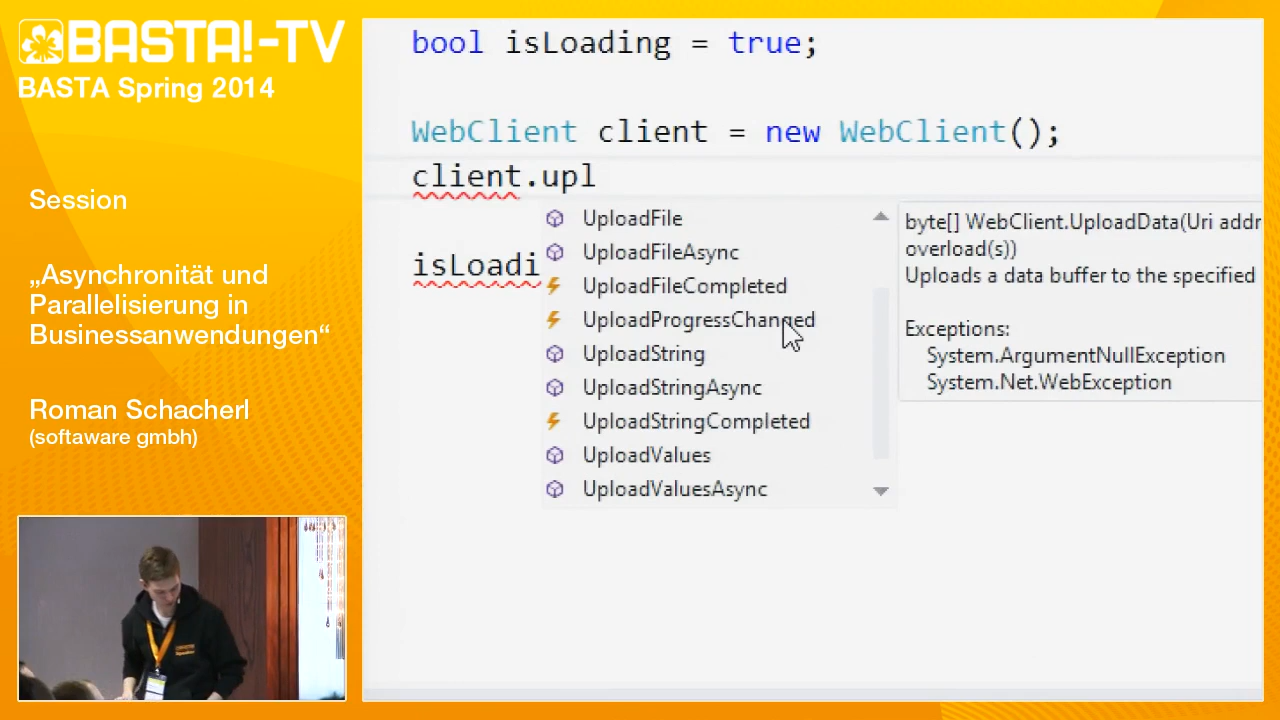 BASTA!-TV
BASTA Spring 2014
Session
„Asynchronität und
Parallelisierung in
Businessanwendungen“
Roman Schacherl
(softaware gmbh)
bool isLoading = true;
WebClient client = new WebClient();
client.upl
isLoadi
UploadFile
UploadFileAsync
UploadFileCompleted
UploadProgressChanged
UploadString
UploadStringAsync
UploadStringCompleted
UploadValues
UploadValuesAsync
byte[] WebClient.UploadData(Uri addr
overload(s))
Uploads a data buffer to the specified
Exceptions:
System.ArgumentNullException
System.Net.WebException